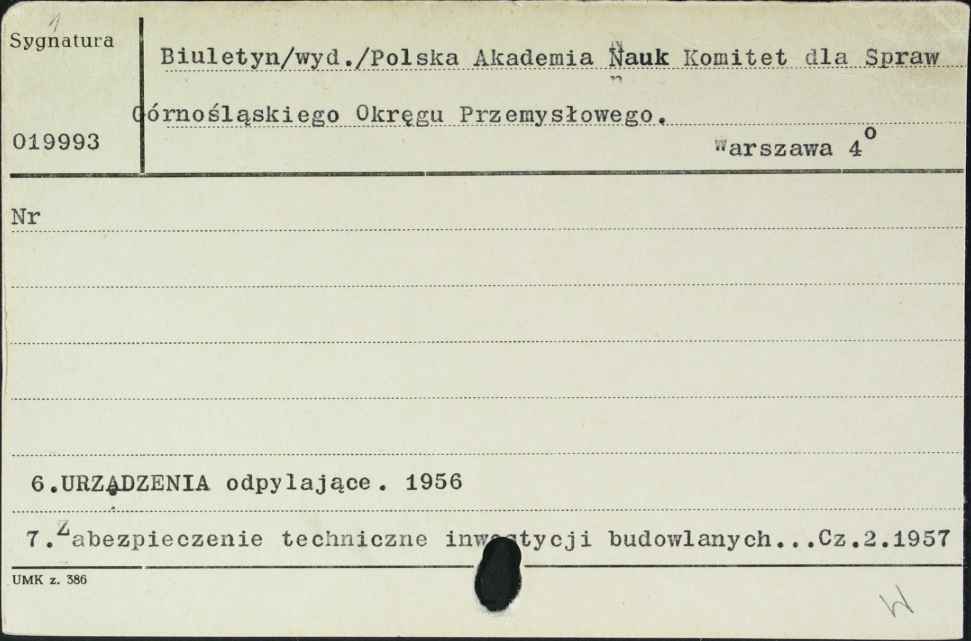 1
Sygnatura
Biuletyn/wyd./Polska Akademia Nauk Komitet dla Spraw
Górnośląskiego Okręgu Przemysłowego.
019993
Warszawa 4º
Nr
6.URZĄDZENIA odpylające. 1956
7.Zabezpieczenie techniczne inwestycji budowlanych...Cz.2.1957
UMK z. 386
W